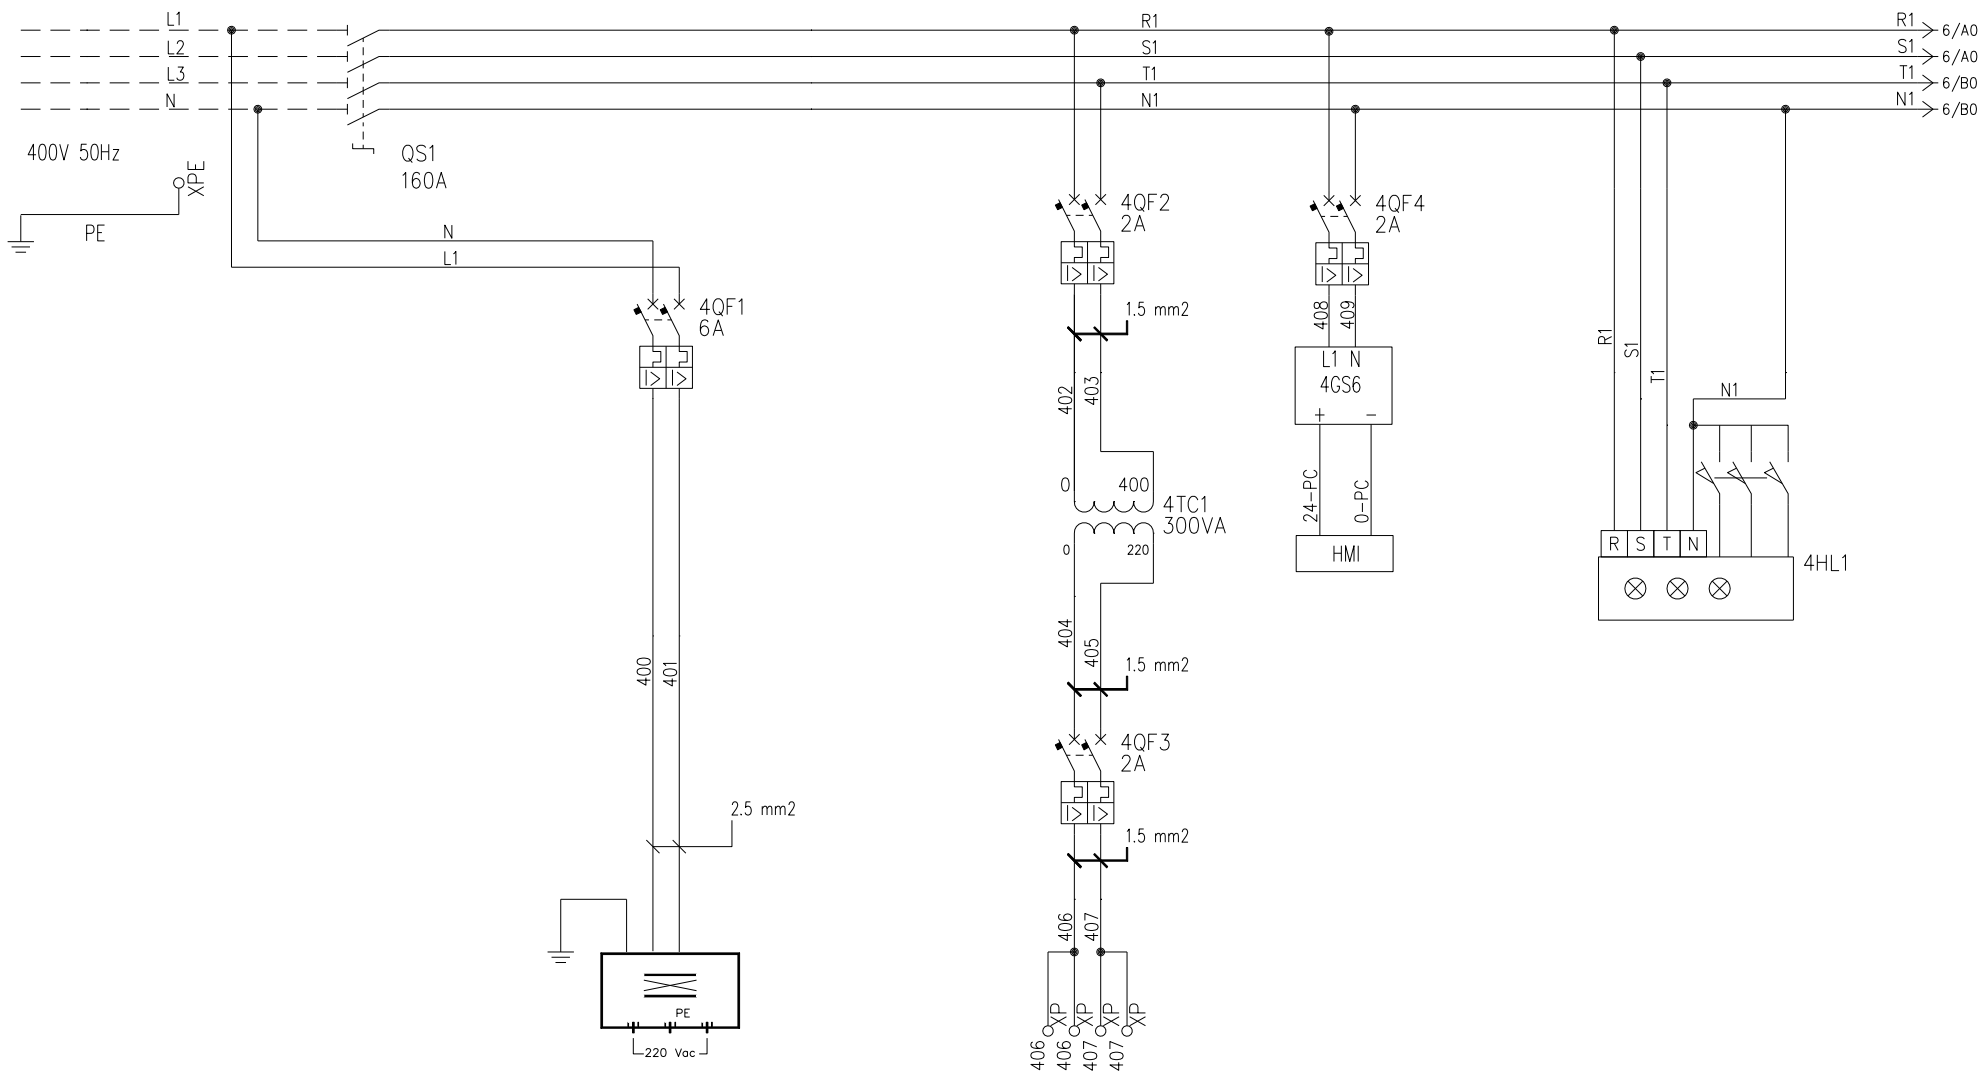 L1
L2
L3
N
R1
S1
T1
N1
R1
S1
T1
N1
6/A0
6/A0
6/B0
6/B0
400V 50Hz
XPE
PE
QS1
160A
N
L1
4QF1
6A
I> I>
400
401
2.5 mm2
PE
220 Vac
4QF2
2A
I> I>
1.5 mm2
402
403
0
400
4TC1
300VA
0
220
404
405
1.5 mm2
4QF3
2A
I> I>
1.5 mm2
406
407
XP
XP
XP
XP
406
406
407
407
4QF4
2A
I> I>
408
409
L1 N
4GS6
+ −
24-PC
0-PC
HMI
R1
S1
T1
N1
R S T N
4HL1